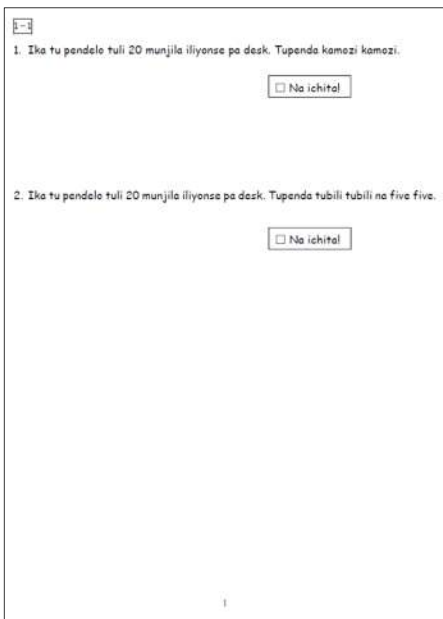 1-1
1. Ika tu pendelo tuli 20 munjila iliyonse pa desk. Tupenda kamozi kamozi.
□ Na ichita!
2. Ika tu pendelo tuli 20 munjila iliyonse pa desk. Tupenda tubili tubili na five five.
□ Na ichita!
1